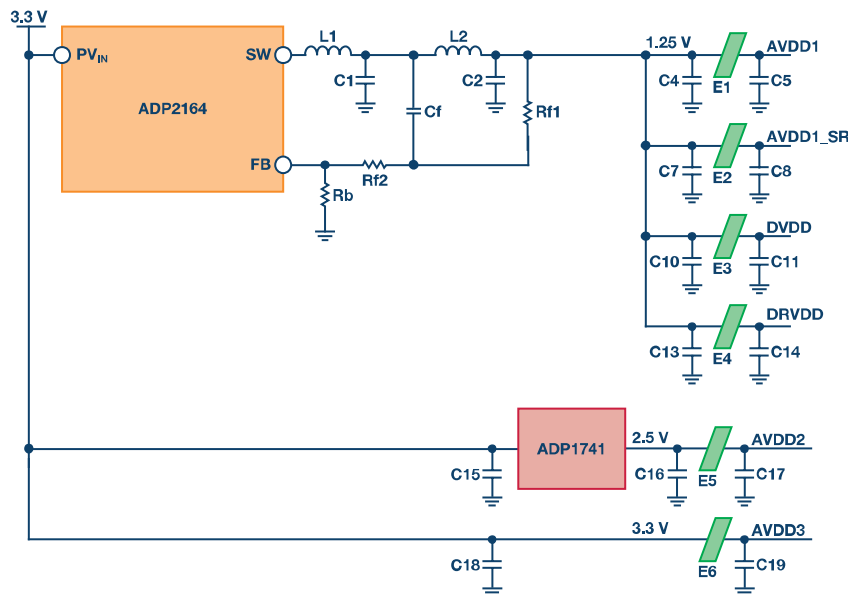 3.3 V
PVIN
SW
L1
L2
1.25 V
AVDD1
ADP2164
C1
Cf
C2
Rf1
C4
E1
C5
FB
Rf2
Rb
AVDD1_SR
C7
E2
C8
DVDD
C10
E3
C11
DRVDD
C13
E4
C14
ADP1741
2.5 V
AVDD2
C15
C16
E5
C17
3.3 V
AVDD3
C18
E6
C19